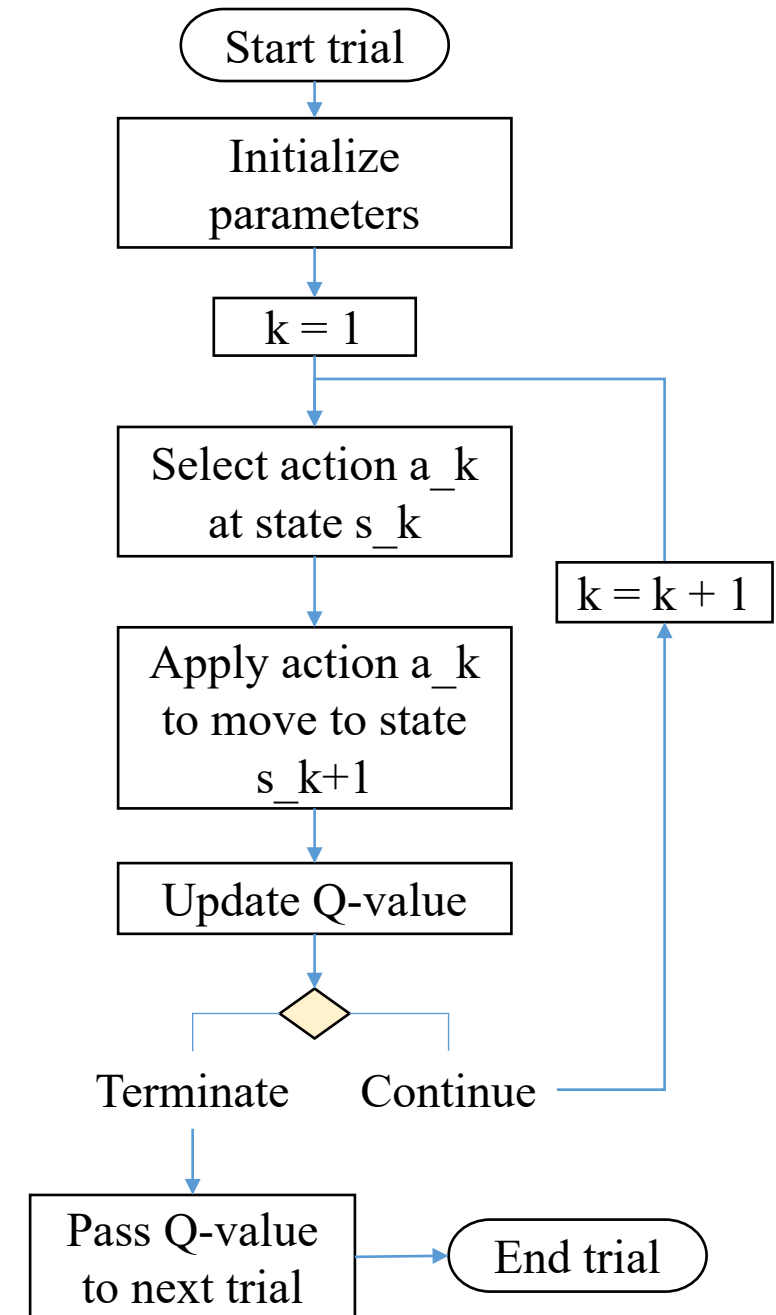 Start trial
Initialize
parameters
k = 1
Select action a_k
at state s_k
k = k + 1
Apply action a_k
to move to state
s_k+1
Update Q-value
Terminate
Continue
Pass Q-value
to next trial
End trial